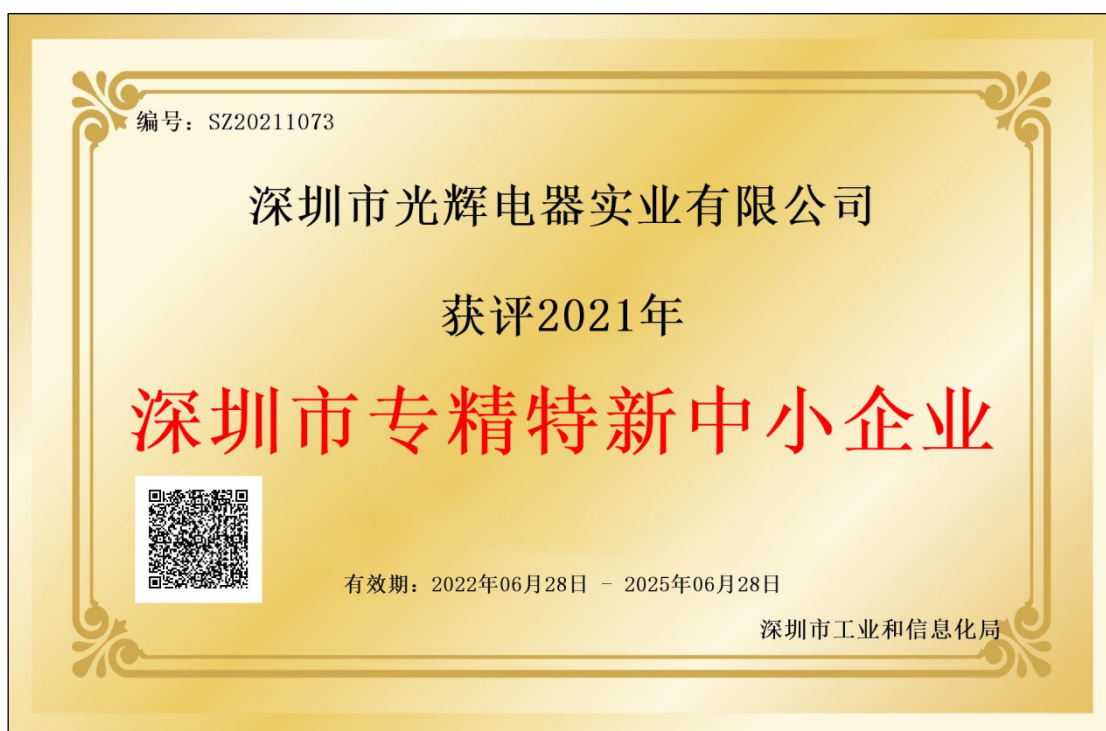 编号：SZ20211073
深圳市光辉电器实业有限公司
获评2021年
深圳市专精特新中小企业
有效期：2022年06月28日 - 2025年06月28日
深圳市工业和信息化局